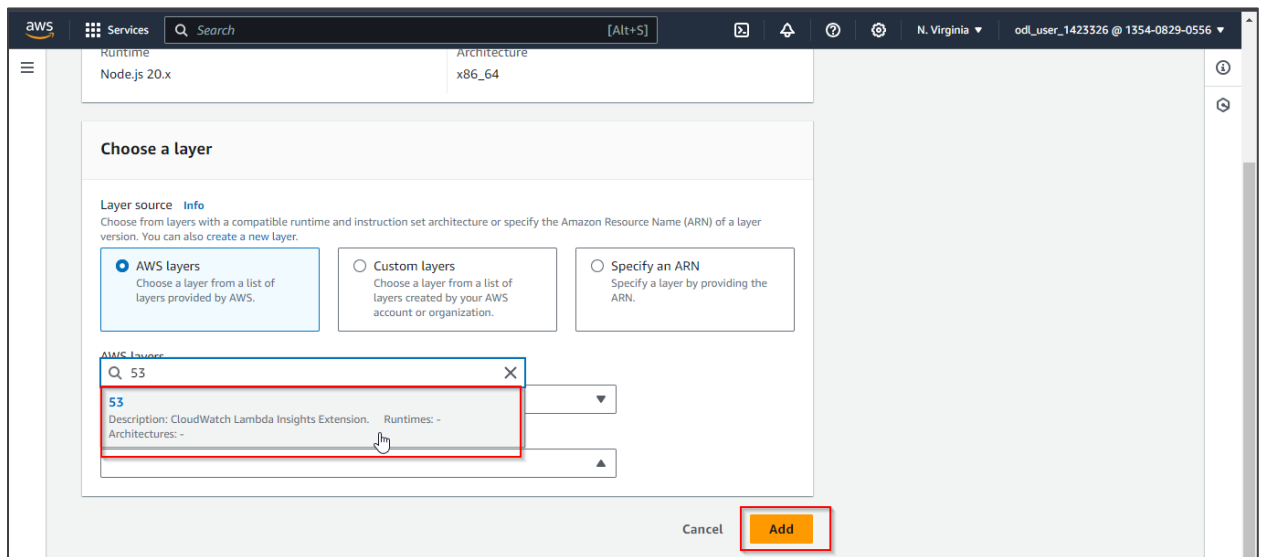 aws
Services
Search
[Alt+S]
N. Virginia
odl_user_1423326 @ 1354-0829-0556
Runtime
Architecture
Node.js 20.x
x86_64
Choose a layer
Layer source Info
Choose from layers with a compatible runtime and instruction set architecture or specify the Amazon Resource Name (ARN) of a layer
version. You can also create a new layer.
AWS layers
Choose a layer from a list of
layers provided by AWS.
Custom layers
Choose a layer from a list of
layers created by your AWS
account or organization.
Specify an ARN
Specify a layer by providing the
ARN.
AWS layers
53
53
Description: CloudWatch Lambda Insights Extension. Runtimes: -
Architectures: -
Cancel
Add